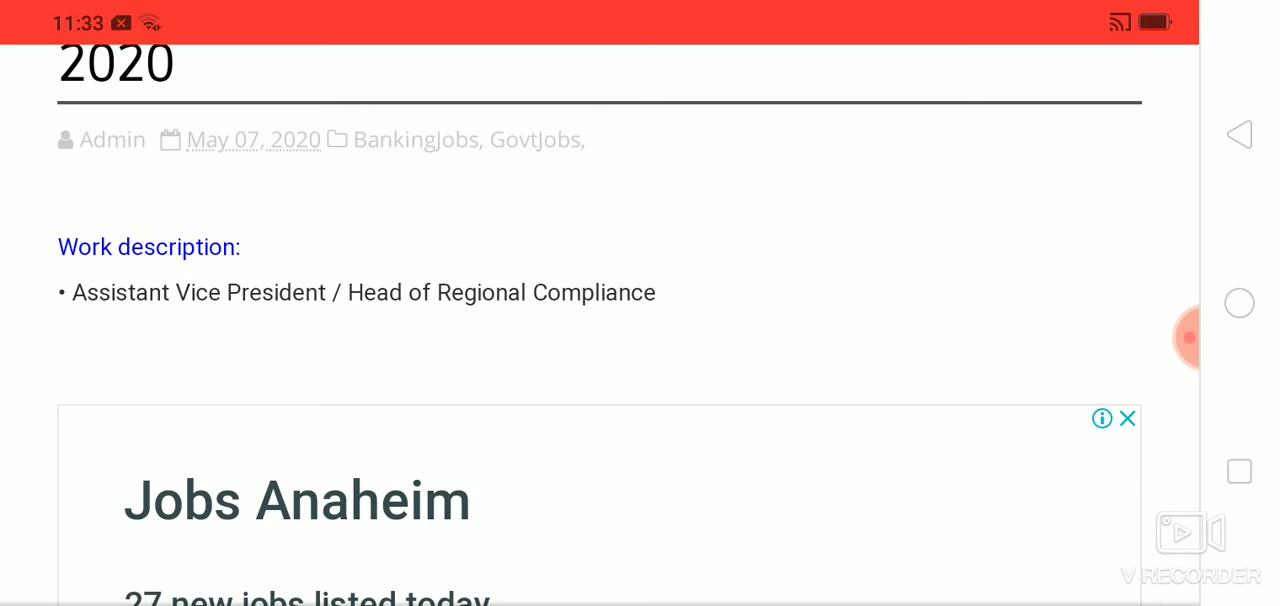 11:33
2020
Admin May 07, 2020 BankingJobs, GovtJobs,
Work description:
• Assistant Vice President / Head of Regional Compliance
Jobs Anaheim
27 new jobs listed today
V RECORDER